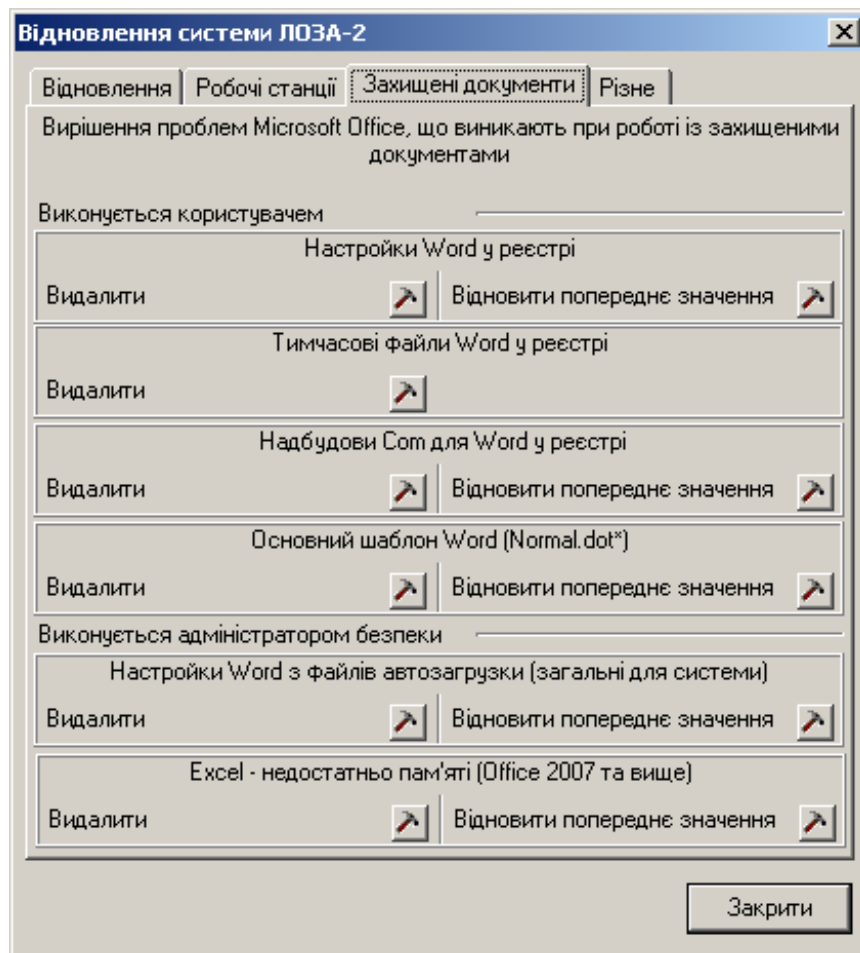 Відновлення системи ЛОЗА-2
Відновлення Робочі станції Захищені документи Різне
Вирішення проблем Microsoft Office, що виникають при роботі із захищеними
документами
Виконується користувачем
Настройки Word у реєстрі
Видалити Відновити попереднє значення
Тимчасові файли Word у реєстрі
Видалити
Надбудови Com для Word у реєстрі
Видалити Відновити попереднє значення
Основний шаблон Word (Normal.dot*)
Видалити Відновити попереднє значення
Виконується адміністратором безпеки
Настройки Word з файлів автозагрузки (загальні для системи)
Видалити Відновити попереднє значення
Excel - недостатньо пам'яті (Office 2007 та вище)
Видалити Відновити попереднє значення
Закрити